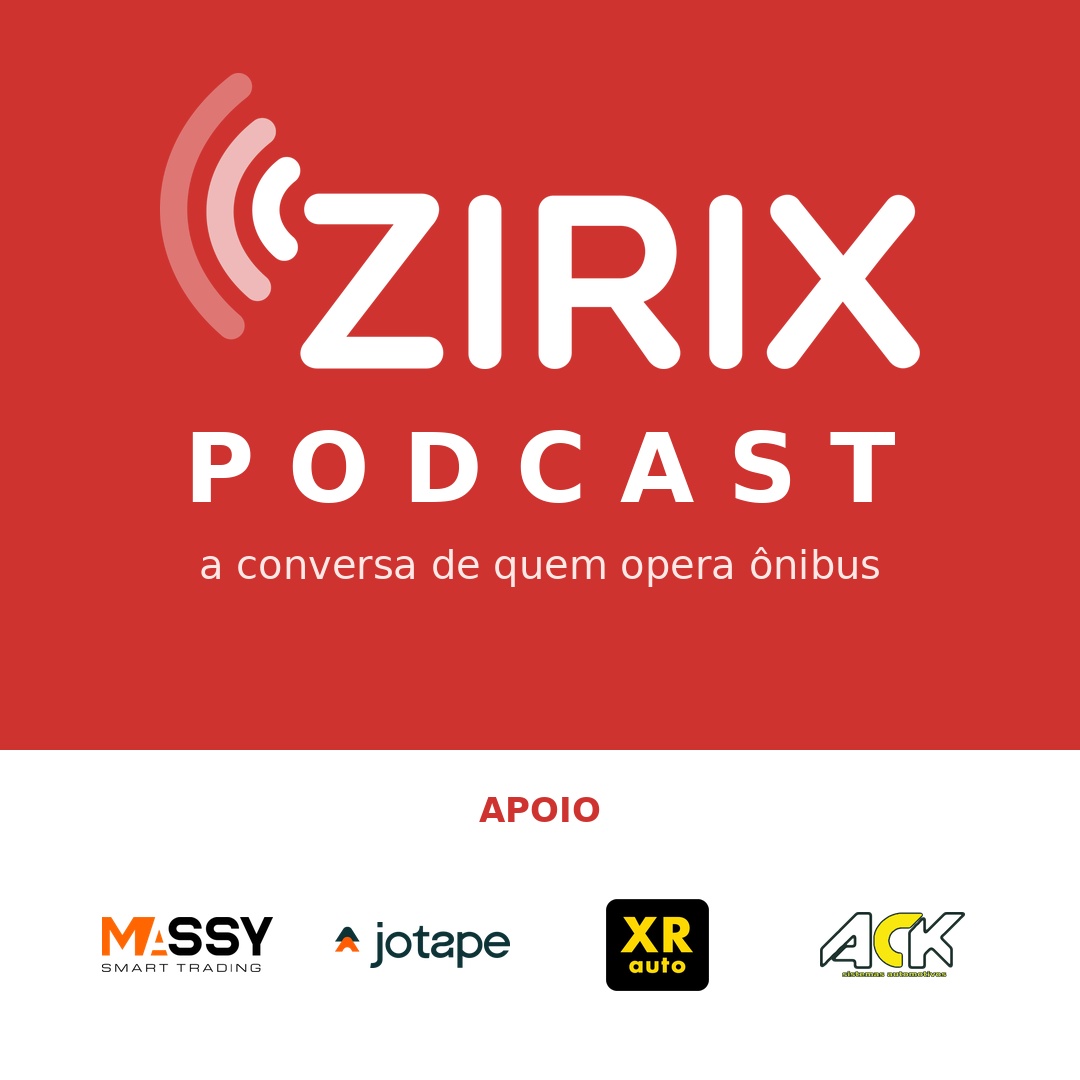 ZIRIX
PODCAST
a conversa de quem opera ônibus
APOIO
MASSY
SMART TRADING
jotape
XR
auto
ACK
sistemas automotivos